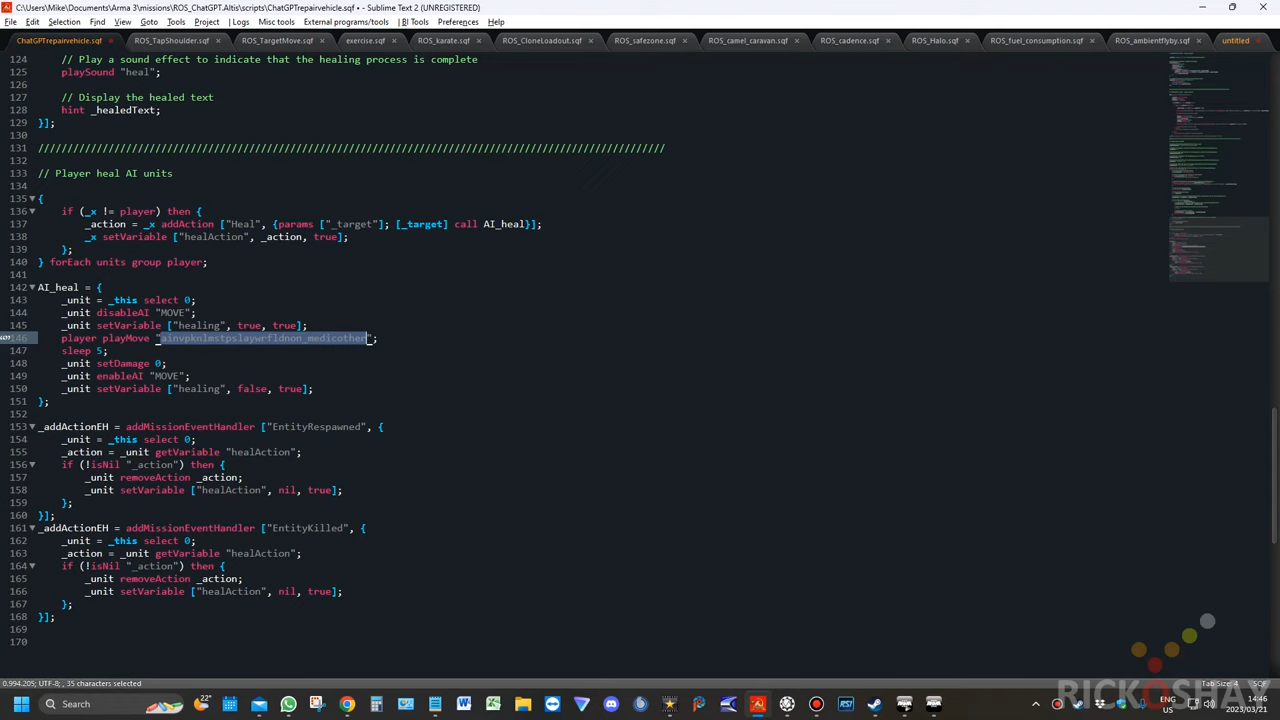 C:\Users\Mike\Documents\Arma 3\missions\ROS_ChatGPT.Altis\scripts\ChatGPTrepairvehicle.sqf • - Sublime Text 2 (UNREGISTERED)
File Edit Selection Find View Goto Tools Project | Logs Misc tools External programs/tools | BI Tools Preferences Help
ChatGPTrepairvehicle.sqf ROS_TapShoulder.sqf ROS_TargetMove.sqf exercise.sqf ROS_karate.sqf ROS_CloneLoadout.sqf ROS_safezone.sqf ROS_camel_caravan.sqf ROS_cadence.sqf ROS_Halo.sqf ROS_fuel_consumption.sqf ROS_ambientflyby.sqf untitled
124 // Play a sound effect to indicate that the healing process is complete
125 playSound "heal";
126
127 // Display the healed text
128 hint _healedText;
129 }];
130
131
132
133 // Player heal AI units
134
135 {
136 if (_x != player) then {
137 _action = _x addAction ["Heal", {params ["_target"]; [_target] call _heal}];
138 _x setVariable ["healAction", _action, true];
139 };
140 } forEach units group player;
141
142 AI_heal = {
143 _unit = _this select 0;
144 _unit disableAI "MOVE";
145 _unit setVariable ["healing", true, true];
146 player playMove "ainvpknlmstpslaywrfldnon_medicother";
147 sleep 5;
148 _unit setDamage 0;
149 _unit enableAI "MOVE";
150 _unit setVariable ["healing", false, true];
151 };
152
153 _addActionEH = addMissionEventHandler ["EntityRespawned", {
154 _unit = _this select 0;
155 _action = _unit getVariable "healAction";
156 if (!isNil "_action") then {
157 _unit removeAction _action;
158 _unit setVariable ["healAction", nil, true];
159 };
160 }];
161 _addActionEH = addMissionEventHandler ["EntityKilled", {
162 _unit = _this select 0;
163 _action = _unit getVariable "healAction";
164 if (!isNil "_action") then {
165 _unit removeAction _action;
166 _unit setVariable ["healAction", nil, true];
167 };
168 }];
169
170
RICKOSHAY
0.994.205; UTF-8; , 35 characters selected Tab Size: 4 SQF
Search 22° ENG US 14:46 2023/03/21